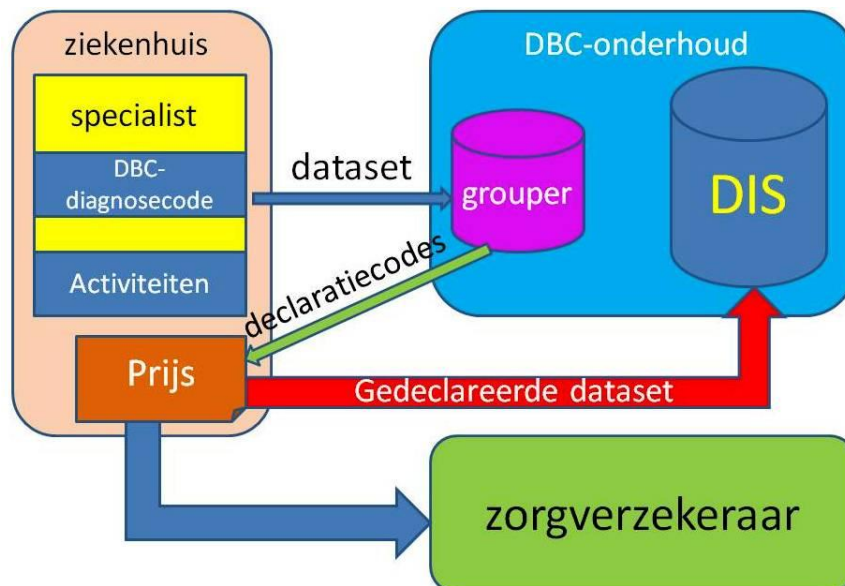 ziekenhuis
specialist
DBC-
diagnosecode
Activiteiten
Prijs
dataset
declaratiecodes
DBC-onderhoud
grouper
DIS
Gedeclareerde dataset
zorgverzekeraar